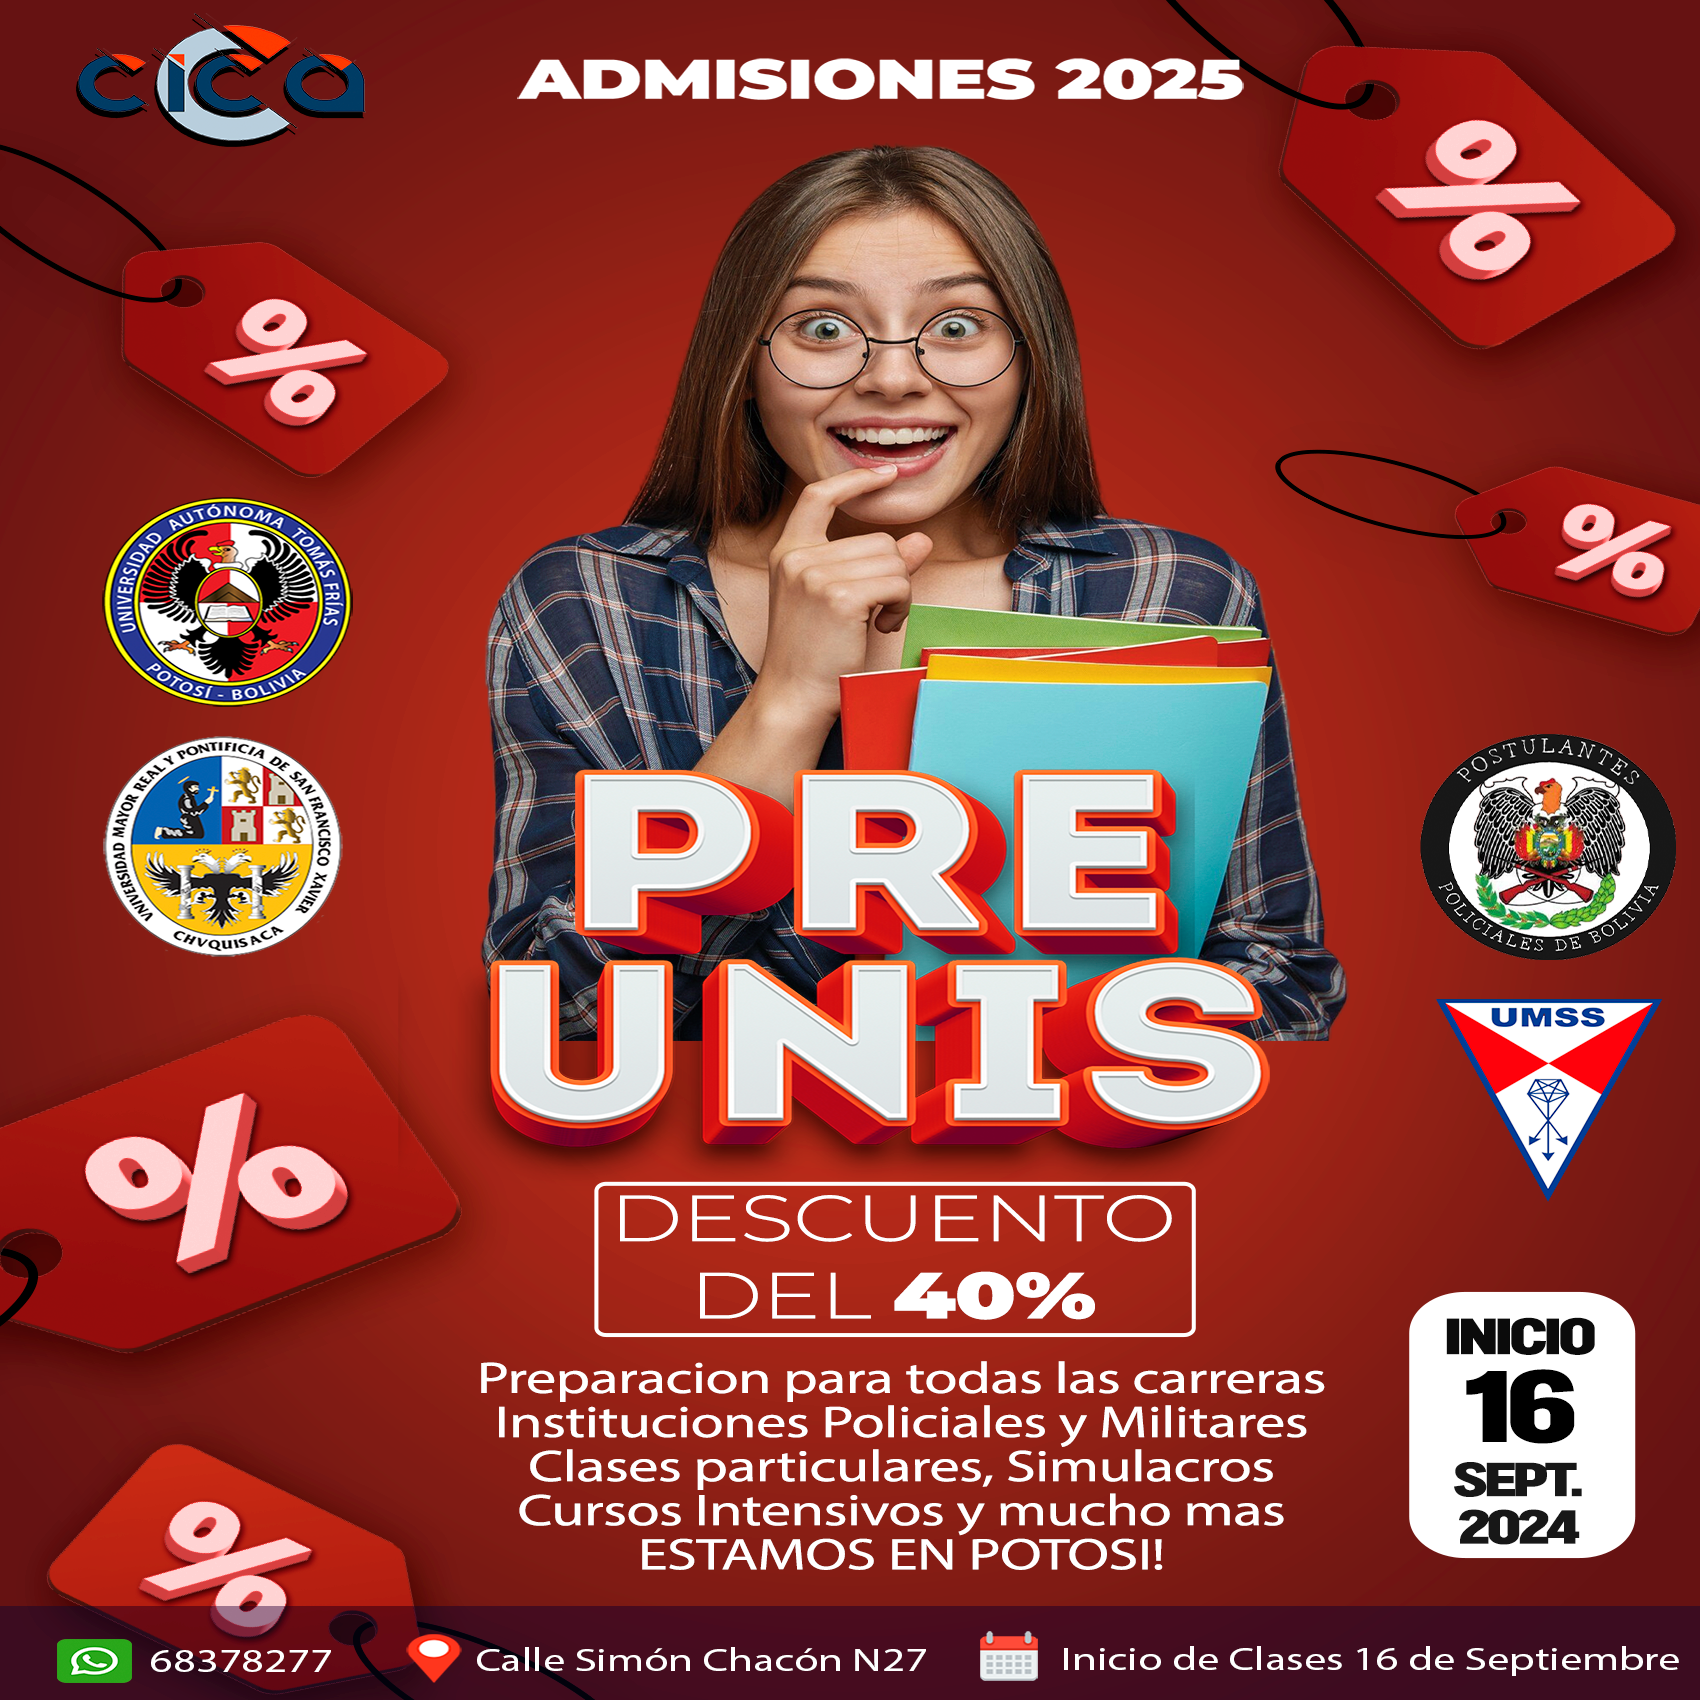 cica
ADMISIONES 2025
%
%
%
UNIVERSIDAD AUTÓNOMA TOMÁS FRÍAS
POTOSÍ - BOLIVIA
UNIVERSIDAD MAYOR REAL Y PONTIFICIA DE SAN FRANCISCO XAVIER
CHVQUISACA
POSTULANTES
POLICIALES DE BOLIVIA
UMSS
PRE
UNIS
%
DESCUENTO
DEL 40%
Preparacion para todas las carreras
Instituciones Policiales y Militares
Clases particulares, Simulacros
Cursos Intensivos y mucho mas
ESTAMOS EN POTOSI!
INICIO
16
SEPT.
2024
%
68378277
Calle Simón Chacón N27
Inicio de Clases 16 de Septiembre